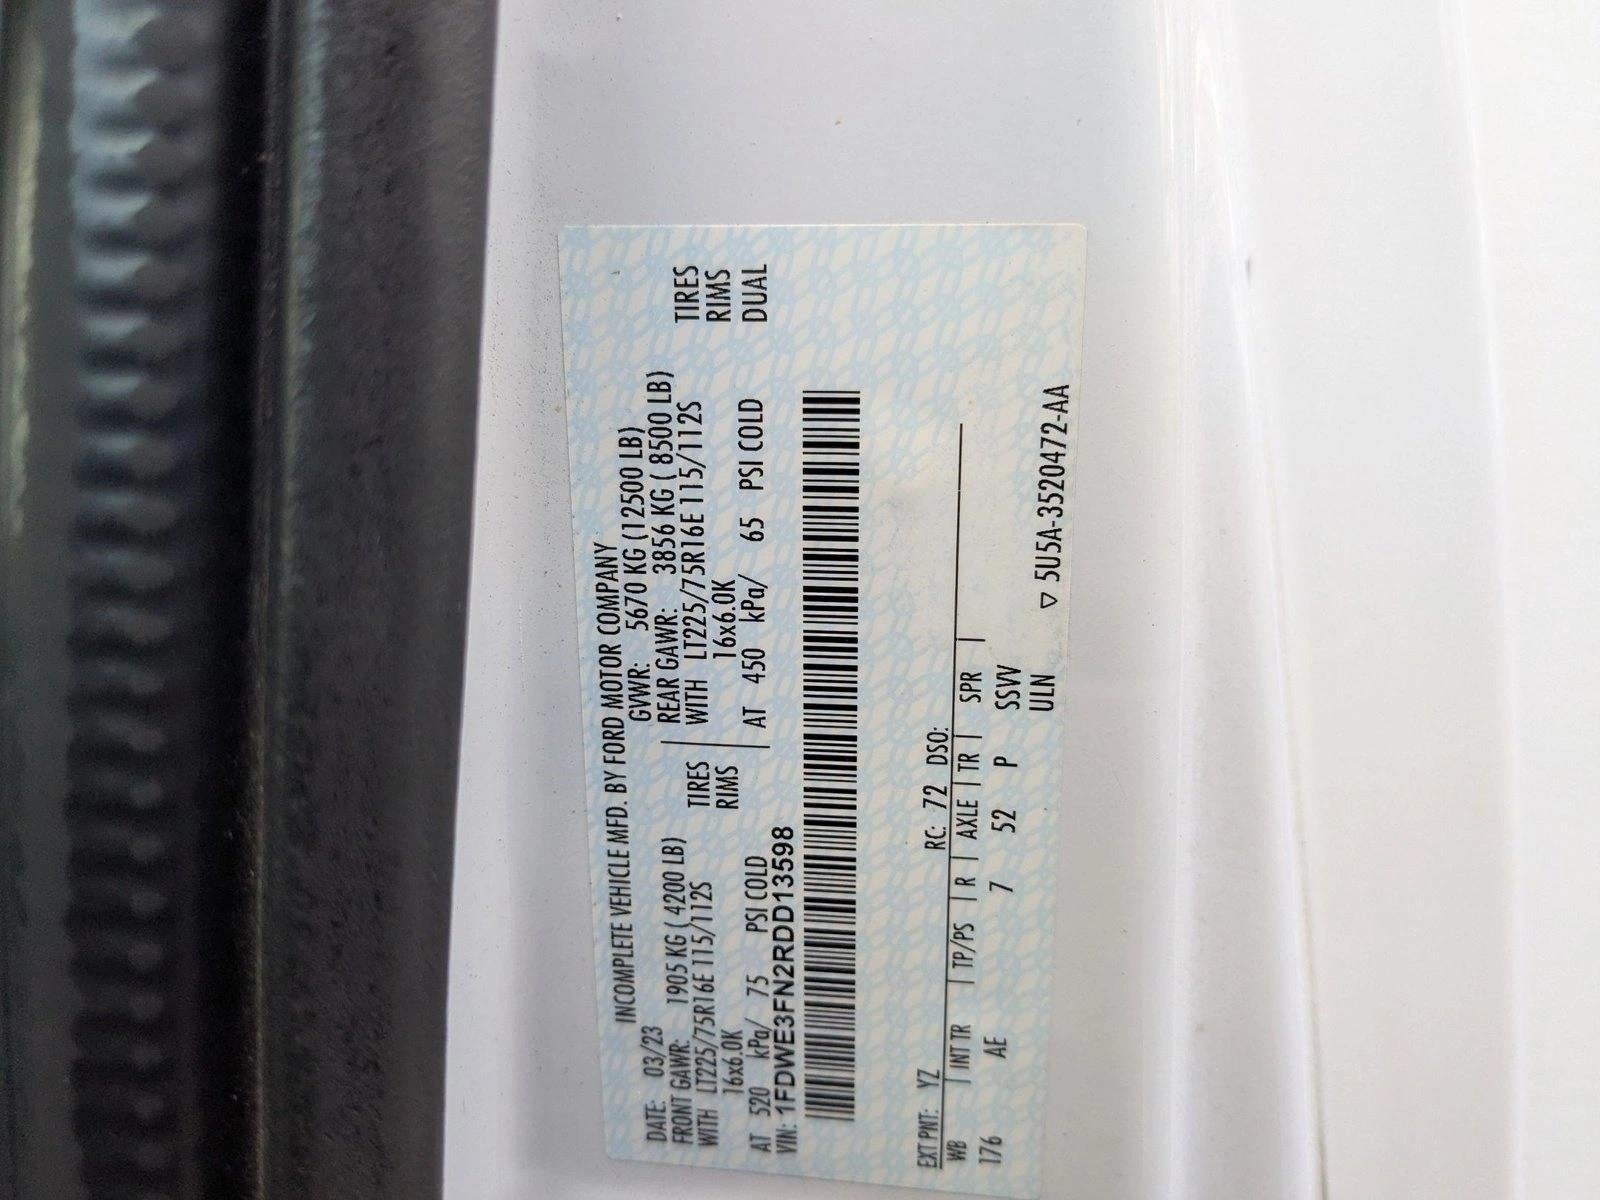 INCOMPLETE VEHICLE MFD. BY FORD MOTOR COMPANY
DATE: 03/23 GVWR: 5670 KG (12500 LB)
FRONT GAWR: 1905 KG ( 4200 LB) REAR GAWR: 3856 KG ( 8500 LB)
WITH LT225/75R16E 115/112S TIRES WITH LT225/75R16E 115/112S TIRES
16x6.0K RIMS 16x6.0K RIMS
AT 520 kPa/ 75 PSI COLD AT 450 kPa/ 65 PSI COLD DUAL
VIN: 1FDWE3FN2RDD13598
EXT PNT: YZ RC: 72 DSO:
WB INT TR TP/PS R AXLE TR SPR
176 AE 7 52 P SSVV
ULN
▽ 5U5A-3520472-AA